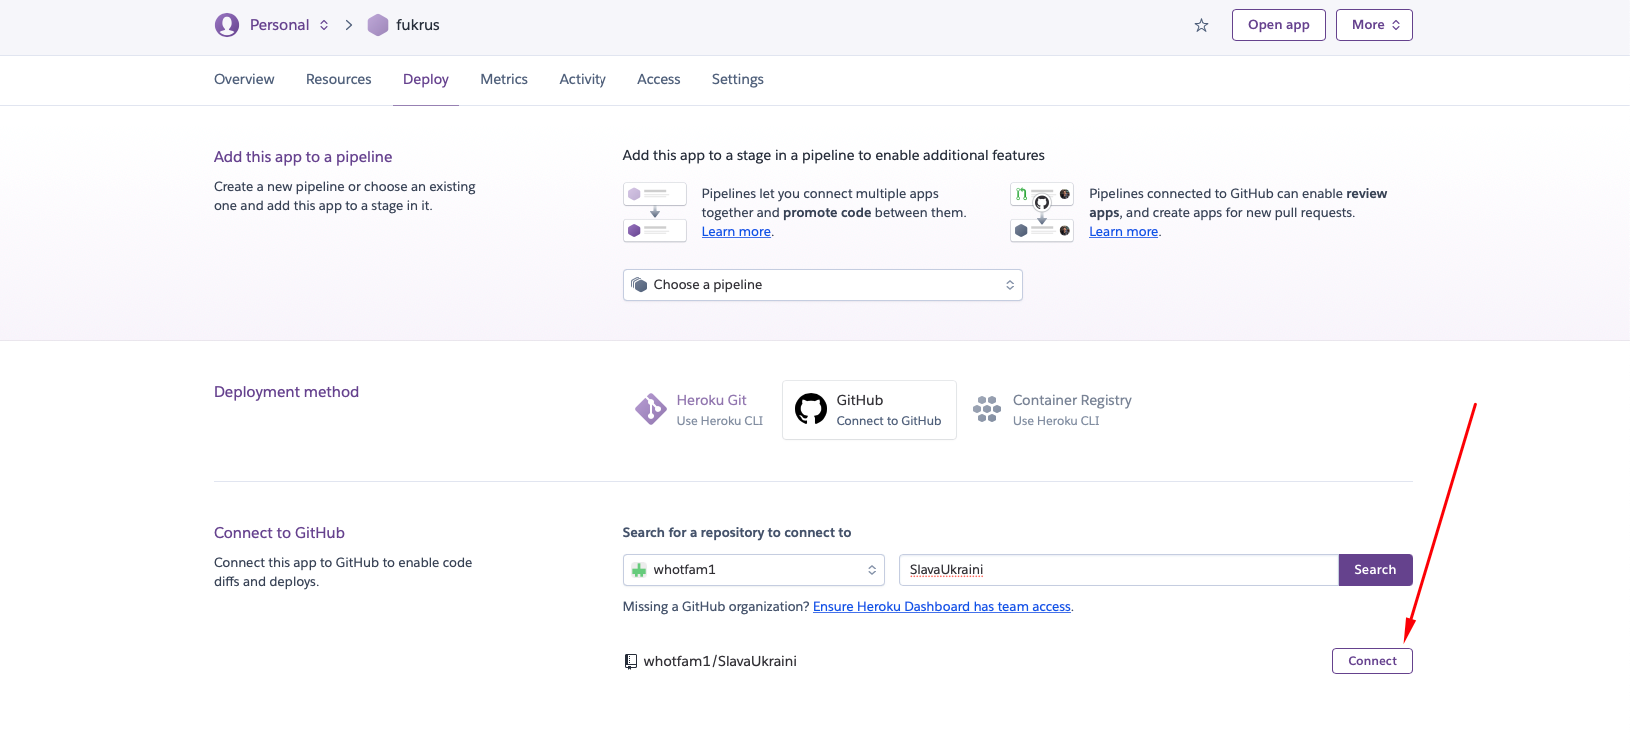 Personal fukrus Open app More
Overview Resources Deploy Metrics Activity Access Settings
Add this app to a pipeline
Create a new pipeline or choose an existing
one and add this app to a stage in it.
Add this app to a stage in a pipeline to enable additional features
Pipelines let you connect multiple apps
together and promote code between them.
Learn more.
Pipelines connected to GitHub can enable review
apps, and create apps for new pull requests.
Learn more.
Choose a pipeline
Deployment method
Heroku Git
Use Heroku CLI
GitHub
Connect to GitHub
Container Registry
Use Heroku CLI
Connect to GitHub
Connect this app to GitHub to enable code
diffs and deploys.
Search for a repository to connect to
whotfam1 SlavaUkraini Search
Missing a GitHub organization? Ensure Heroku Dashboard has team access.
whotfam1/SlavaUkraini Connect